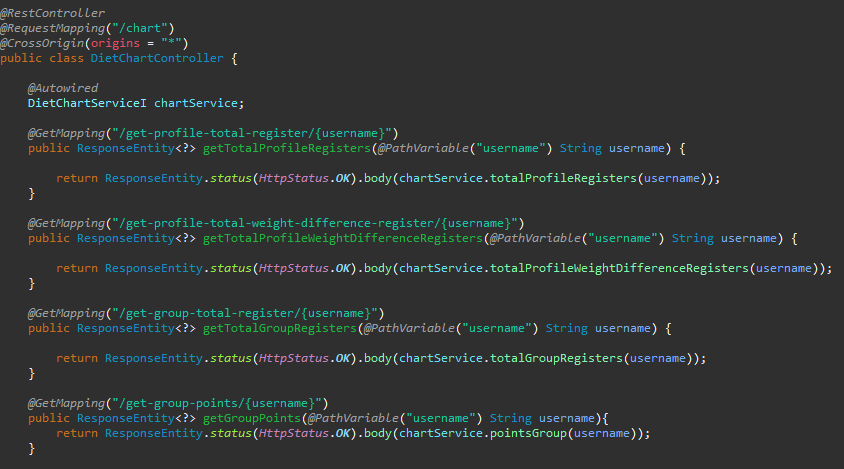 @RestController
@RequestMapping("/chart")
@CrossOrigin(origins = "*")
public class DietChartController {
@Autowired
DietChartServiceI chartService;
@GetMapping("/get-profile-total-register/{username}")
public ResponseEntity<?> getTotalProfileRegisters(@PathVariable("username") String username) {
return ResponseEntity.status(HttpStatus.OK).body(chartService.totalProfileRegisters(username));
}
@GetMapping("/get-profile-total-weight-difference-register/{username}")
public ResponseEntity<?> getTotalProfileWeightDifferenceRegisters(@PathVariable("username") String username) {
return ResponseEntity.status(HttpStatus.OK).body(chartService.totalProfileWeightDifferenceRegisters(username));
}
@GetMapping("/get-group-total-register/{username}")
public ResponseEntity<?> getTotalGroupRegisters(@PathVariable("username") String username) {
return ResponseEntity.status(HttpStatus.OK).body(chartService.totalGroupRegisters(username));
}
@GetMapping("/get-group-points/{username}")
public ResponseEntity<?> getGroupPoints(@PathVariable("username") String username){
return ResponseEntity.status(HttpStatus.OK).body(chartService.pointsGroup(username));
}